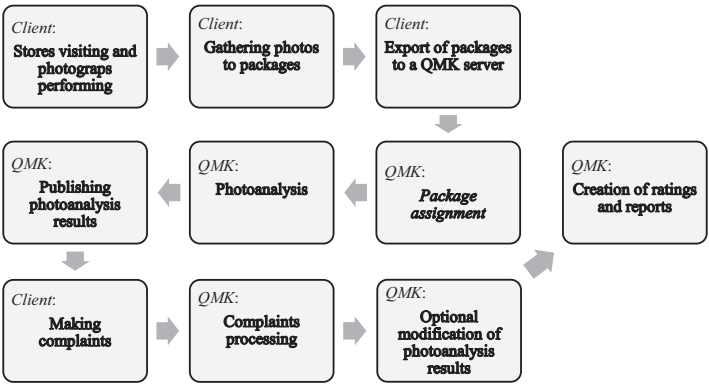 Client:
Stores visiting and
photograps
performing
Client:
Gathering photos
to packages
Client:
Export of packages
to a QMK server
QMK:
Package
assignment
QMK:
Photoanalysis
QMK:
Publishing
photoanalysis
results
Client:
Making
complaints
QMK:
Complaints
processing
QMK:
Optional
modification of
photoanalysis
results
QMK:
Creation of ratings
and reports